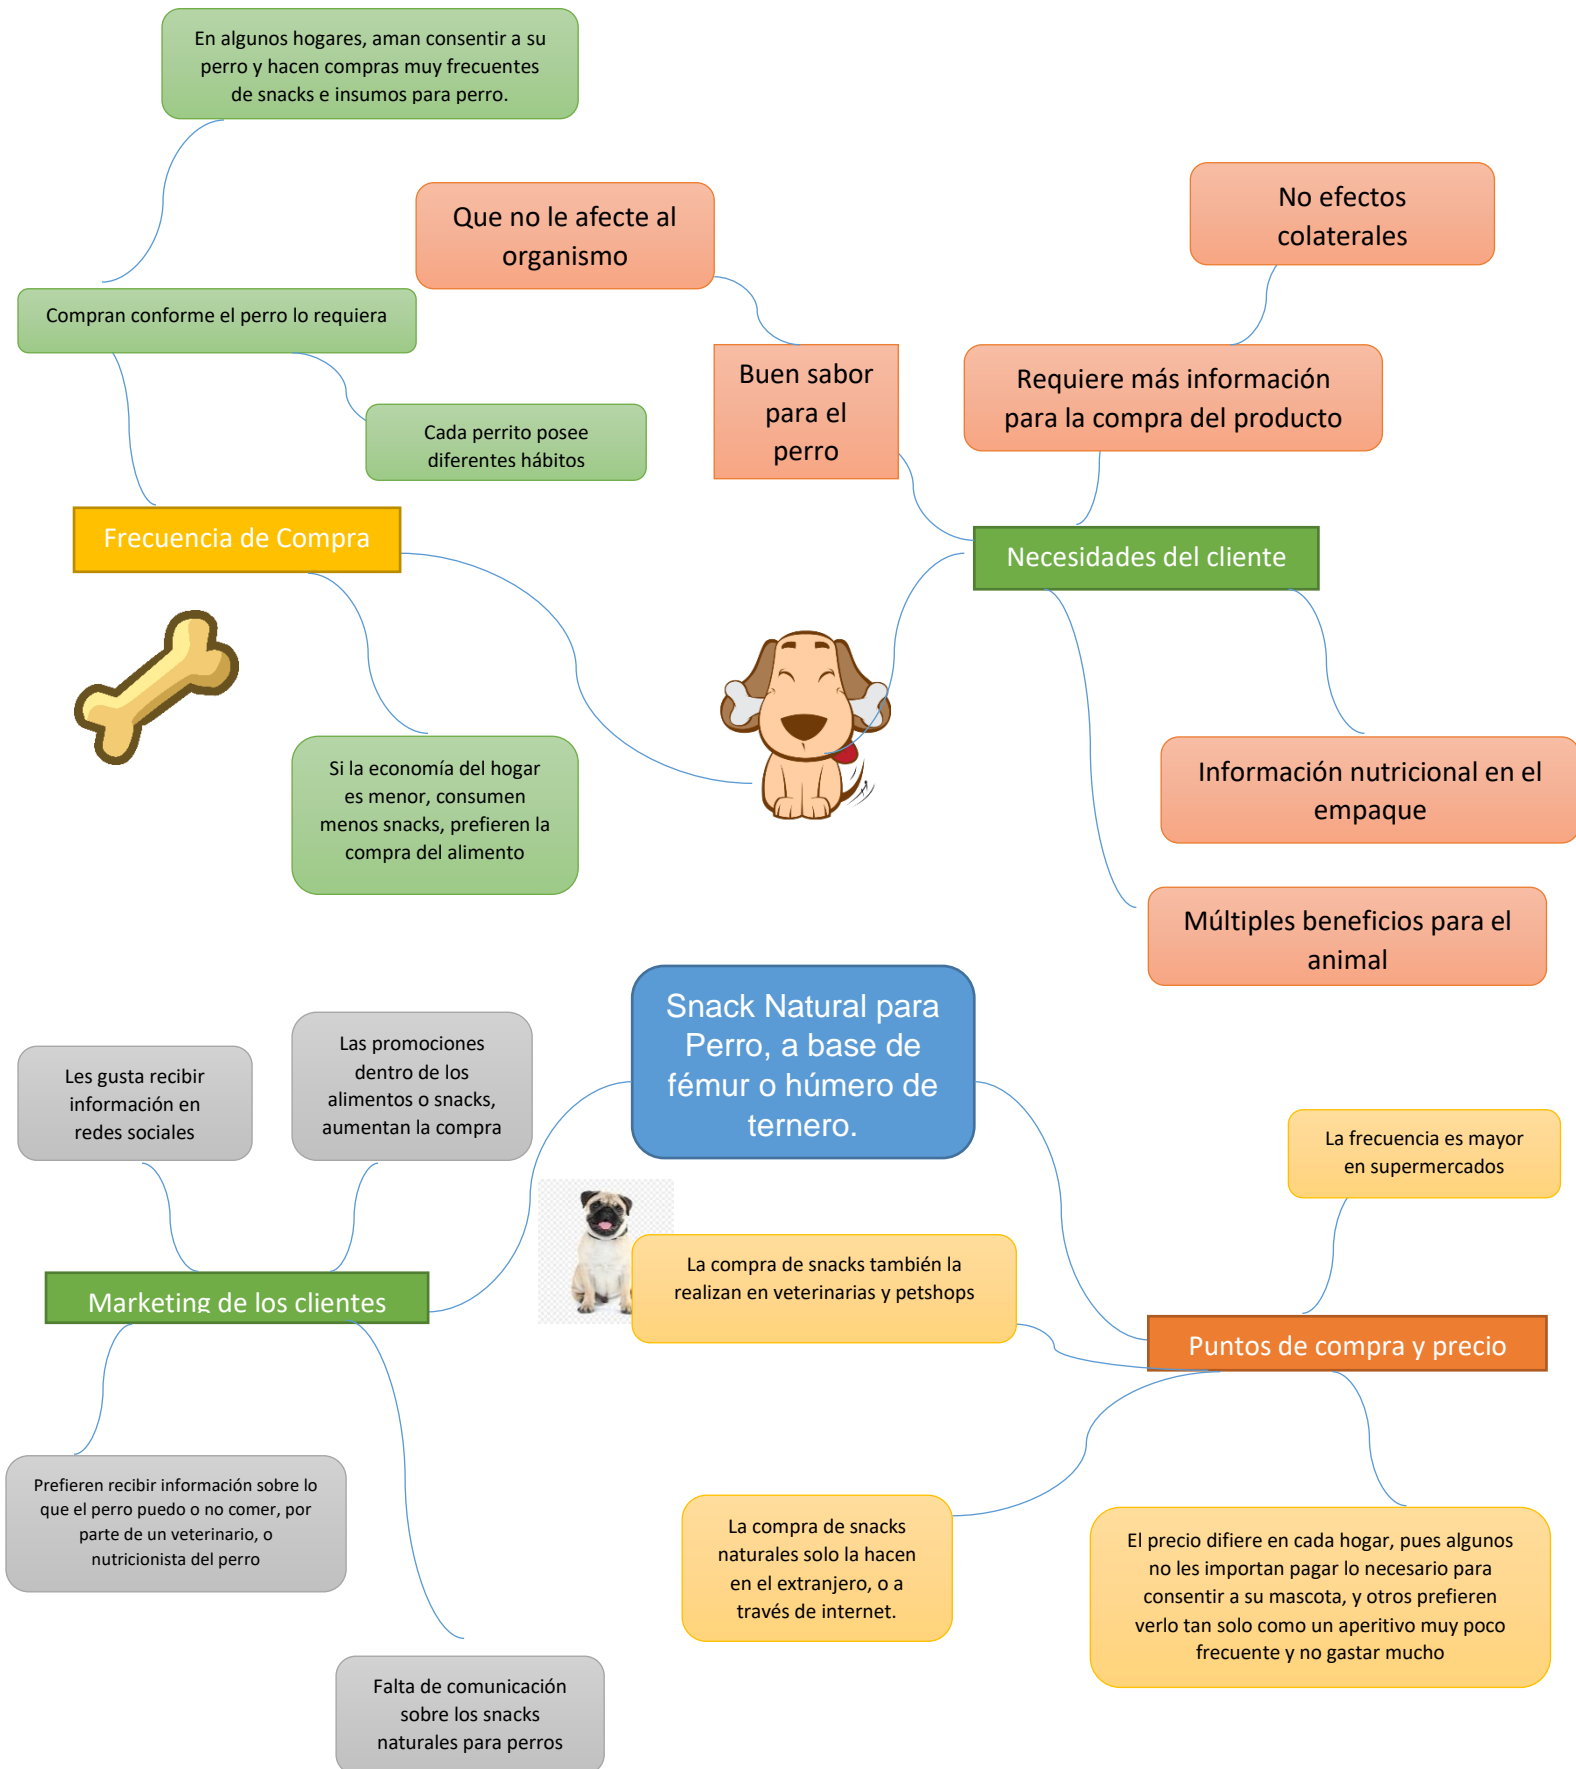 En algunos hogares, aman consentir a su
perro y hacen compras muy frecuentes
de snacks e insumos para perro.
Que no le afecte al
organismo
No efectos
colaterales
Compran conforme el perro lo requiera
Buen sabor
para el
perro
Requiere más información
para la compra del producto
Cada perrito posee
diferentes hábitos
Frecuencia de Compra
Necesidades del cliente
Si la economía del hogar
es menor, consumen
menos snacks, prefieren la
compra del alimento
Información nutricional en el
empaque
Múltiples beneficios para el
animal
Snack Natural para
Perro, a base de
fémur o húmero de
ternero.
Les gusta recibir
información en
redes sociales
Las promociones
dentro de los
alimentos o snacks,
aumentan la compra
La frecuencia es mayor
en supermercados
La compra de snacks también la
realizan en veterinarias y petshops
Marketing de los clientes
Puntos de compra y precio
Prefieren recibir información sobre lo
que el perro puedo o no comer, por
parte de un veterinario, o
nutricionista del perro
La compra de snacks
naturales solo la hacen
en el extranjero, o a
través de internet.
El precio difiere en cada hogar, pues algunos
no les importan pagar lo necesario para
consentir a su mascota, y otros prefieren
verlo tan solo como un aperitivo muy poco
frecuente y no gastar mucho
Falta de comunicación
sobre los snacks
naturales para perros